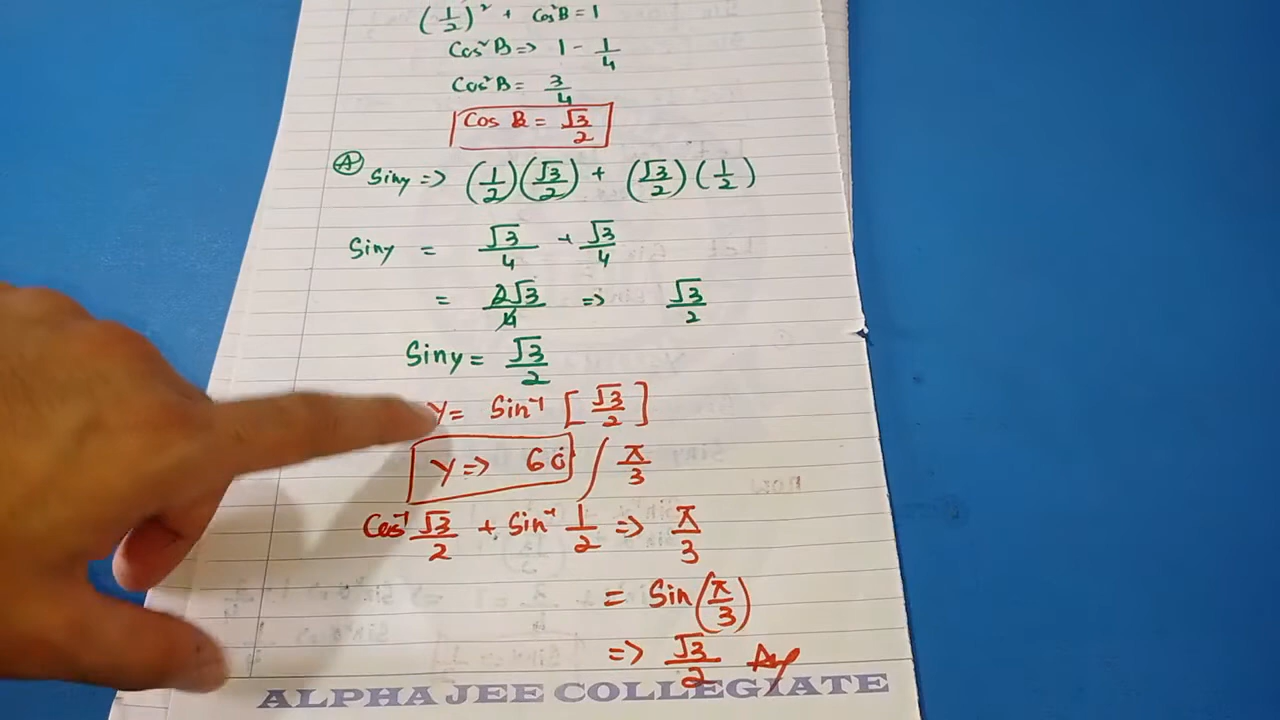 (1/2)² + Cos²B = 1
Cos²B => 1 - 1/4
Cos²B = 3/4
Cos B = √3/2
Ⓐ Siny => (1/2)(√3/2) + (√3/2)(1/2)
Siny = √3/4 + √3/4
= 2√3/4 => √3/2
Siny = √3/2
Y = Sin⁻¹ [√3/2]
Y => 60° / π/3
Cos⁻¹ √3/2 + Sin⁻¹ 1/2 => π/3
= Sin(π/3)
=> √3/2 Ans
ALPHA JEE COLLEGIATE